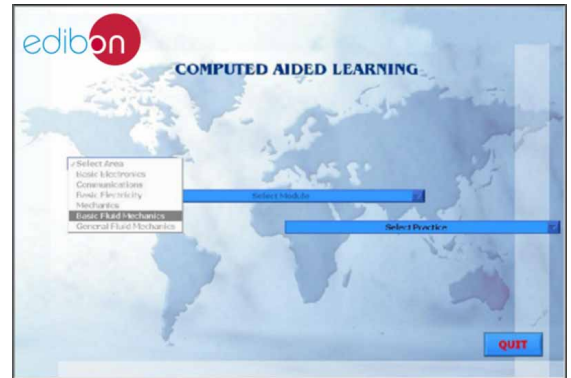 edibon
COMPUTED AIDED LEARNING
✓Select Area
Basic Electronics
Communications
Basic Electricity
Mechanics
Basic Fluid Mechanics
General Fluid Mechanics
Select Module
Select Practice
QUIT